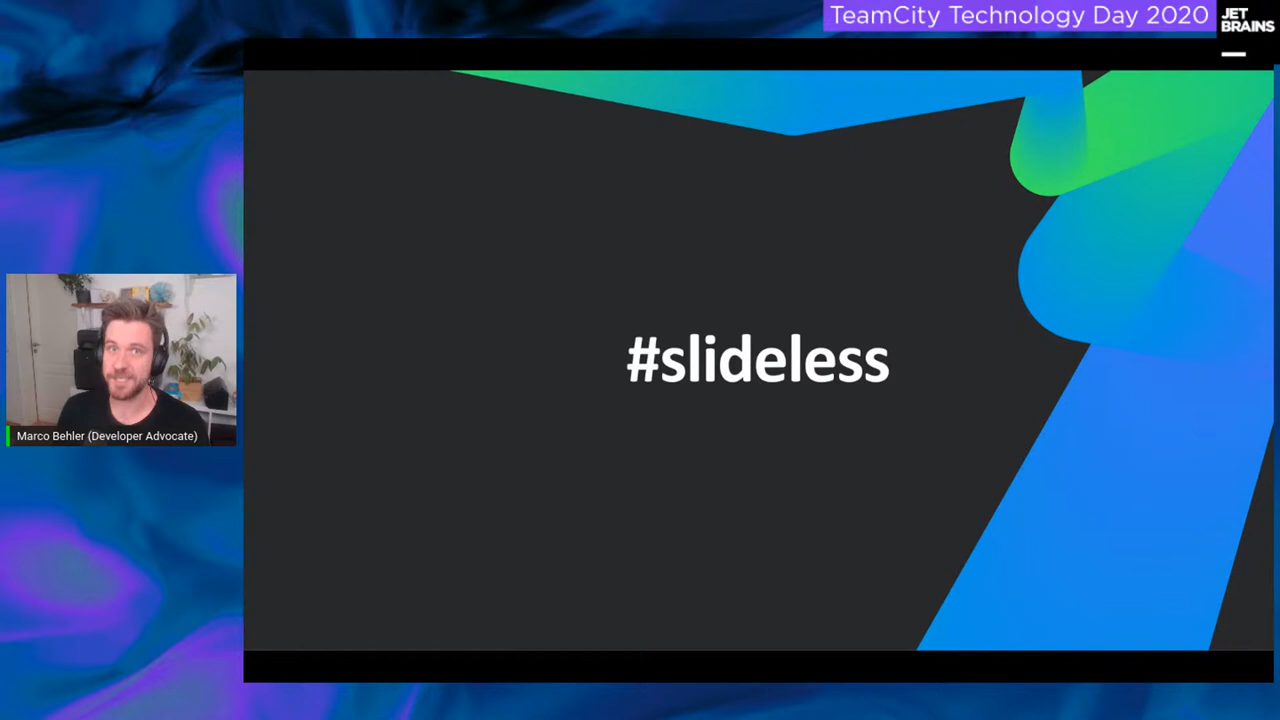 TeamCity Technology Day 2020
JET
BRAINS
#slideless
Marco Behler (Developer Advocate)